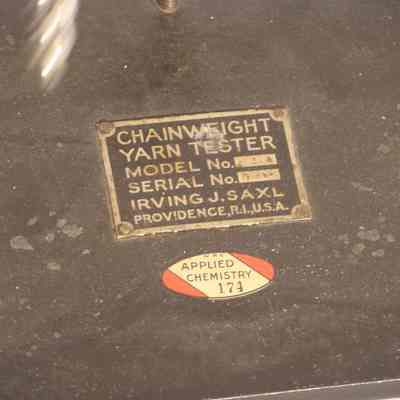 CHAINWEIGHT
YARN TESTER
MODEL No.
SERIAL No.
IRVING J. SAXL
PROVIDENCE, R.I., U.S.A.
APPLIED
CHEMISTRY
174